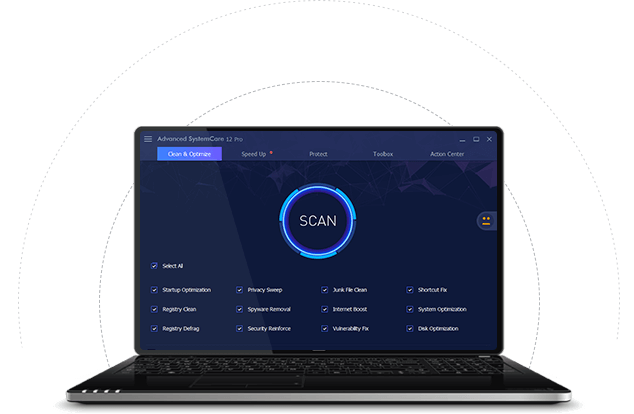 Advanced SystemCare 12 Pro
Clean & Optimize Speed Up Protect Toolbox Action Center
SCAN
Select All
Startup Optimization Privacy Sweep Junk File Clean Shortcut Fix
Registry Clean Spyware Removal Internet Boost System Optimization
Registry Defrag Security Reinforce Vulnerability Fix Disk Optimization